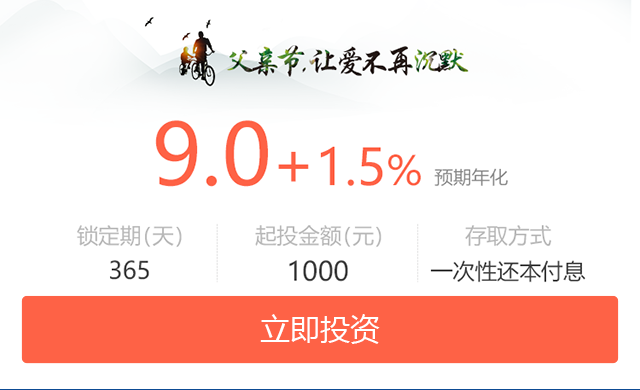 父亲节,让爱不再沉默
9.0+1.5% 预期年化
锁定期(天) 起投金额(元) 存取方式
365 1000 一次性还本付息
立即投资